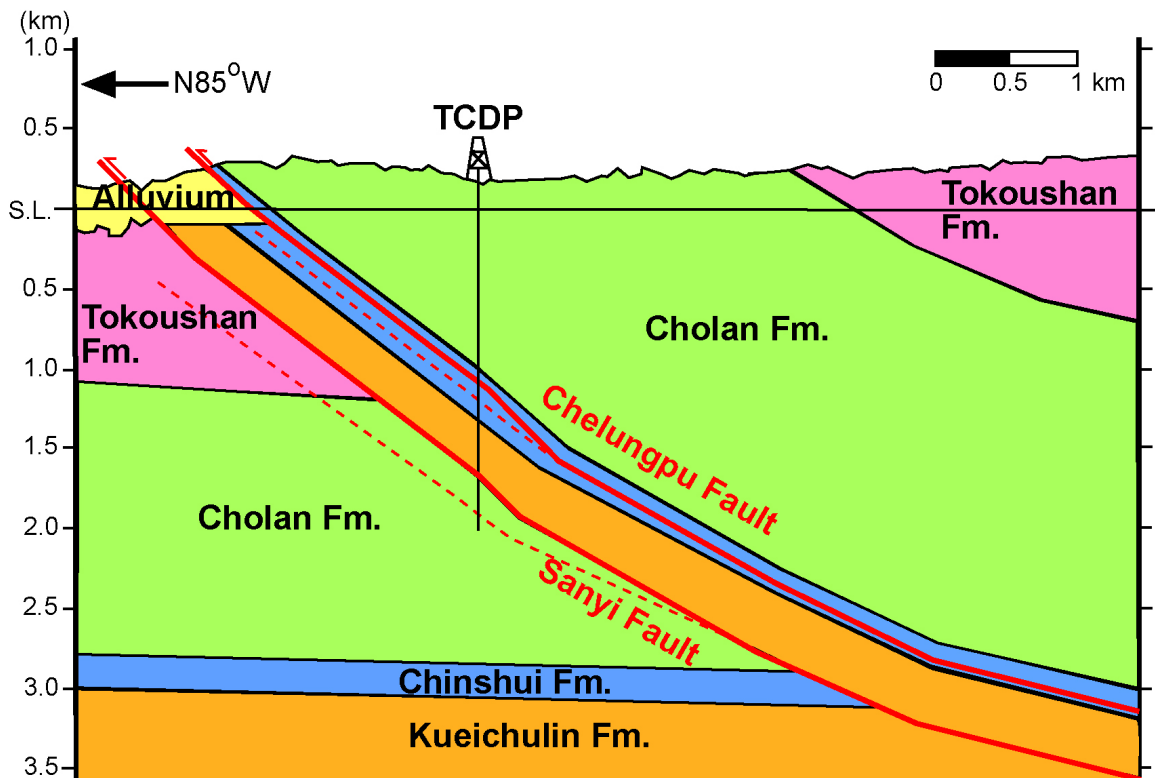 (km)
1.0
N85°W
0 0.5 1 km
0.5
TCDP
Alluvium
S.L.
Tokoushan
Fm.
0.5
Tokoushan
Fm.
Cholan Fm.
1.0
Chelungpu Fault
1.5
Cholan Fm.
2.0
Sanyi Fault
2.5
Chinshui Fm.
3.0
Kueichulin Fm.
3.5